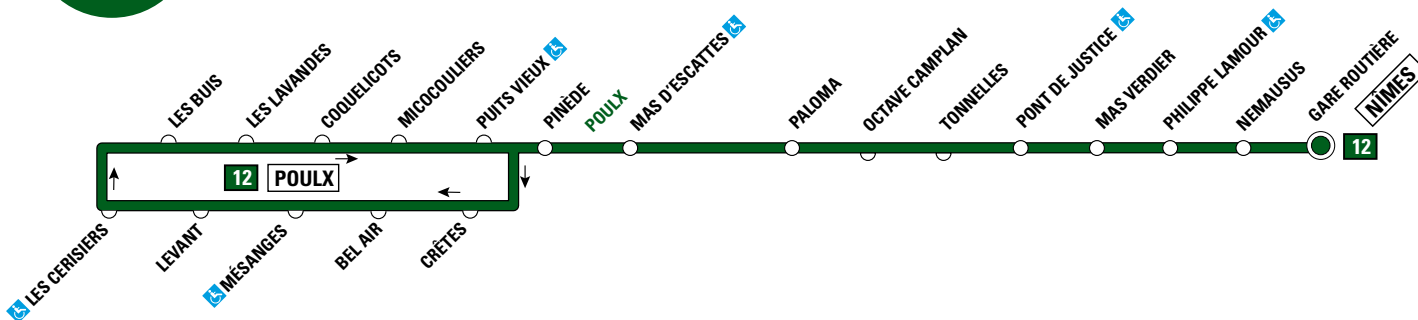 LES BUIS
LES LAVANDES
COQUELICOTS
MICOCOULIERS
PUITS VIEUX
PINÈDE
POULX
MAS D'ESCATTES
PALOMA
OCTAVE CAMPLAN
TONNELLES
PONT DE JUSTICE
MAS VERDIER
PHILIPPE LAMOUR
NEMAUSUS
GARE ROUTIÈRE
NÎMES
12
12 POULX
LES CERISIERS
LEVANT
MÉSANGES
BEL AIR
CRÊTES